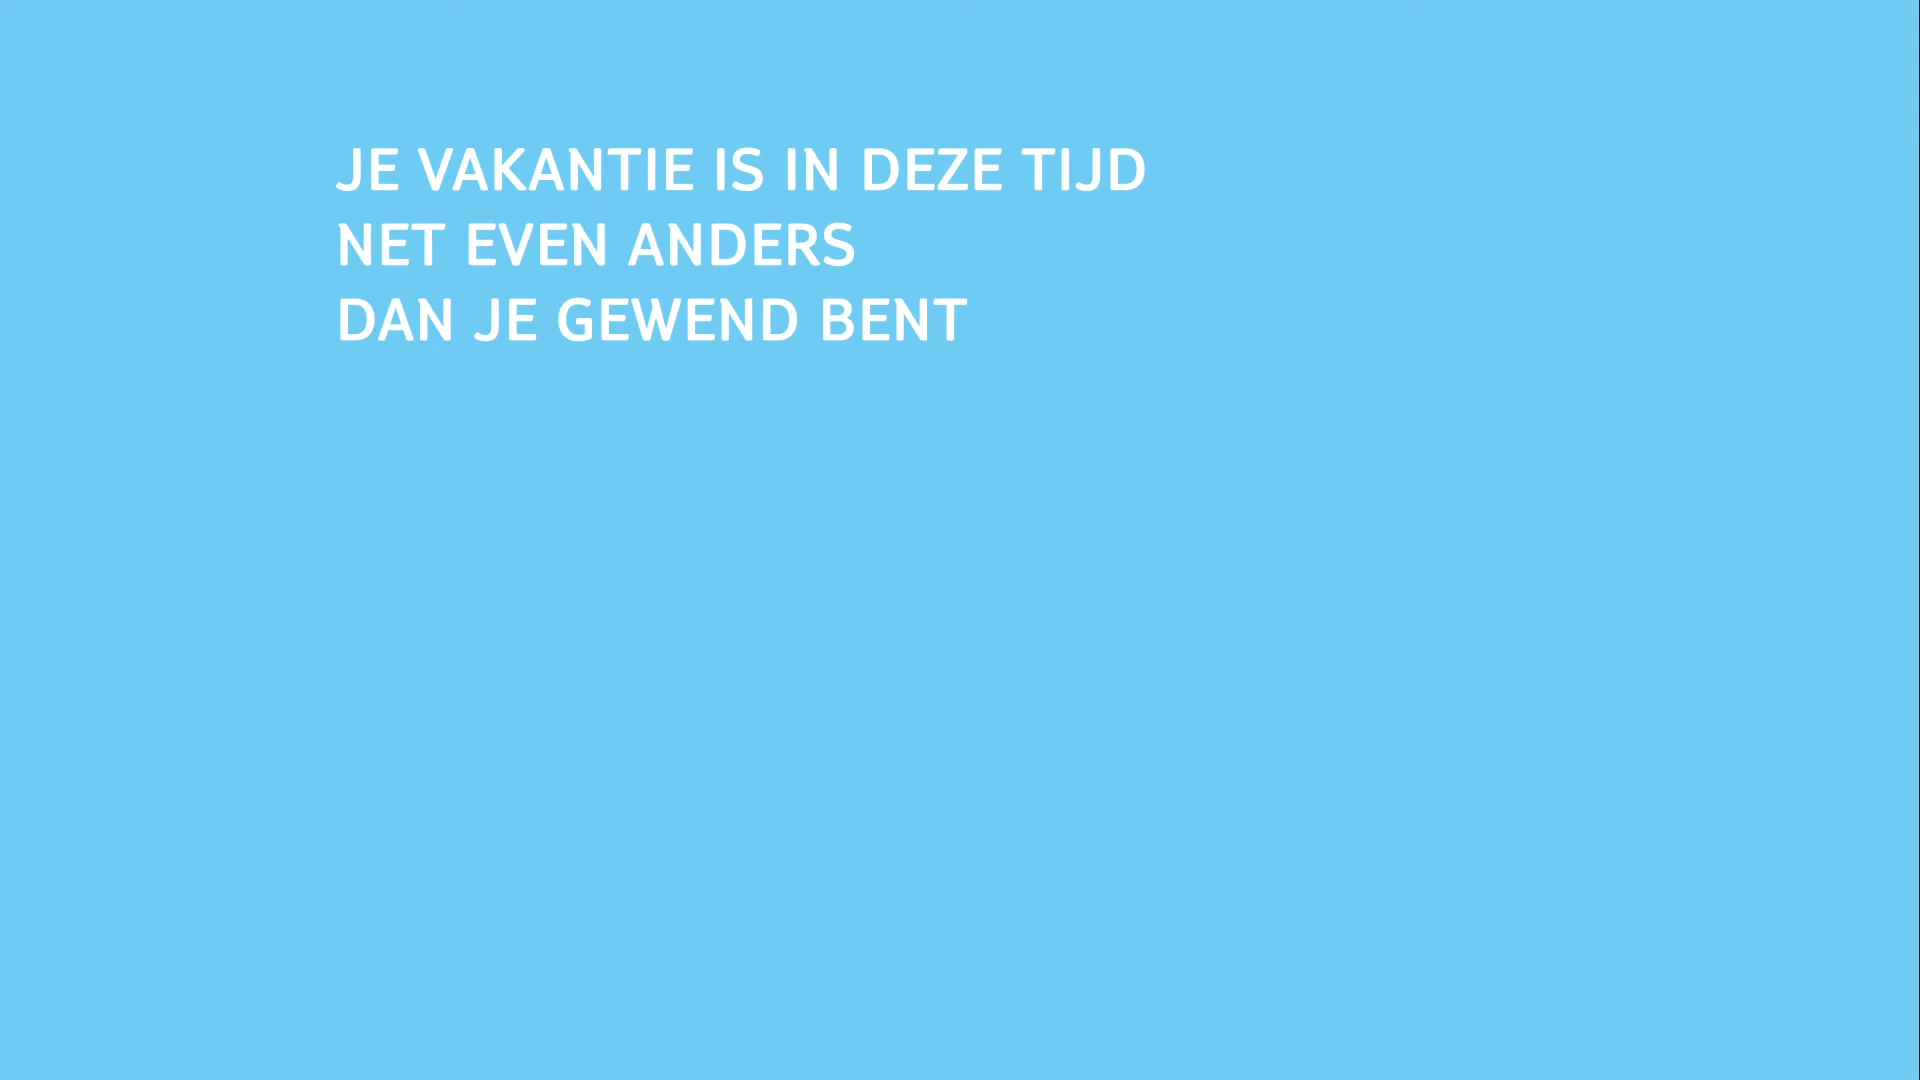 JE VAKANTIE IS IN DEZE TIJD
NET EVEN ANDERS
DAN JE GEWEND BENT